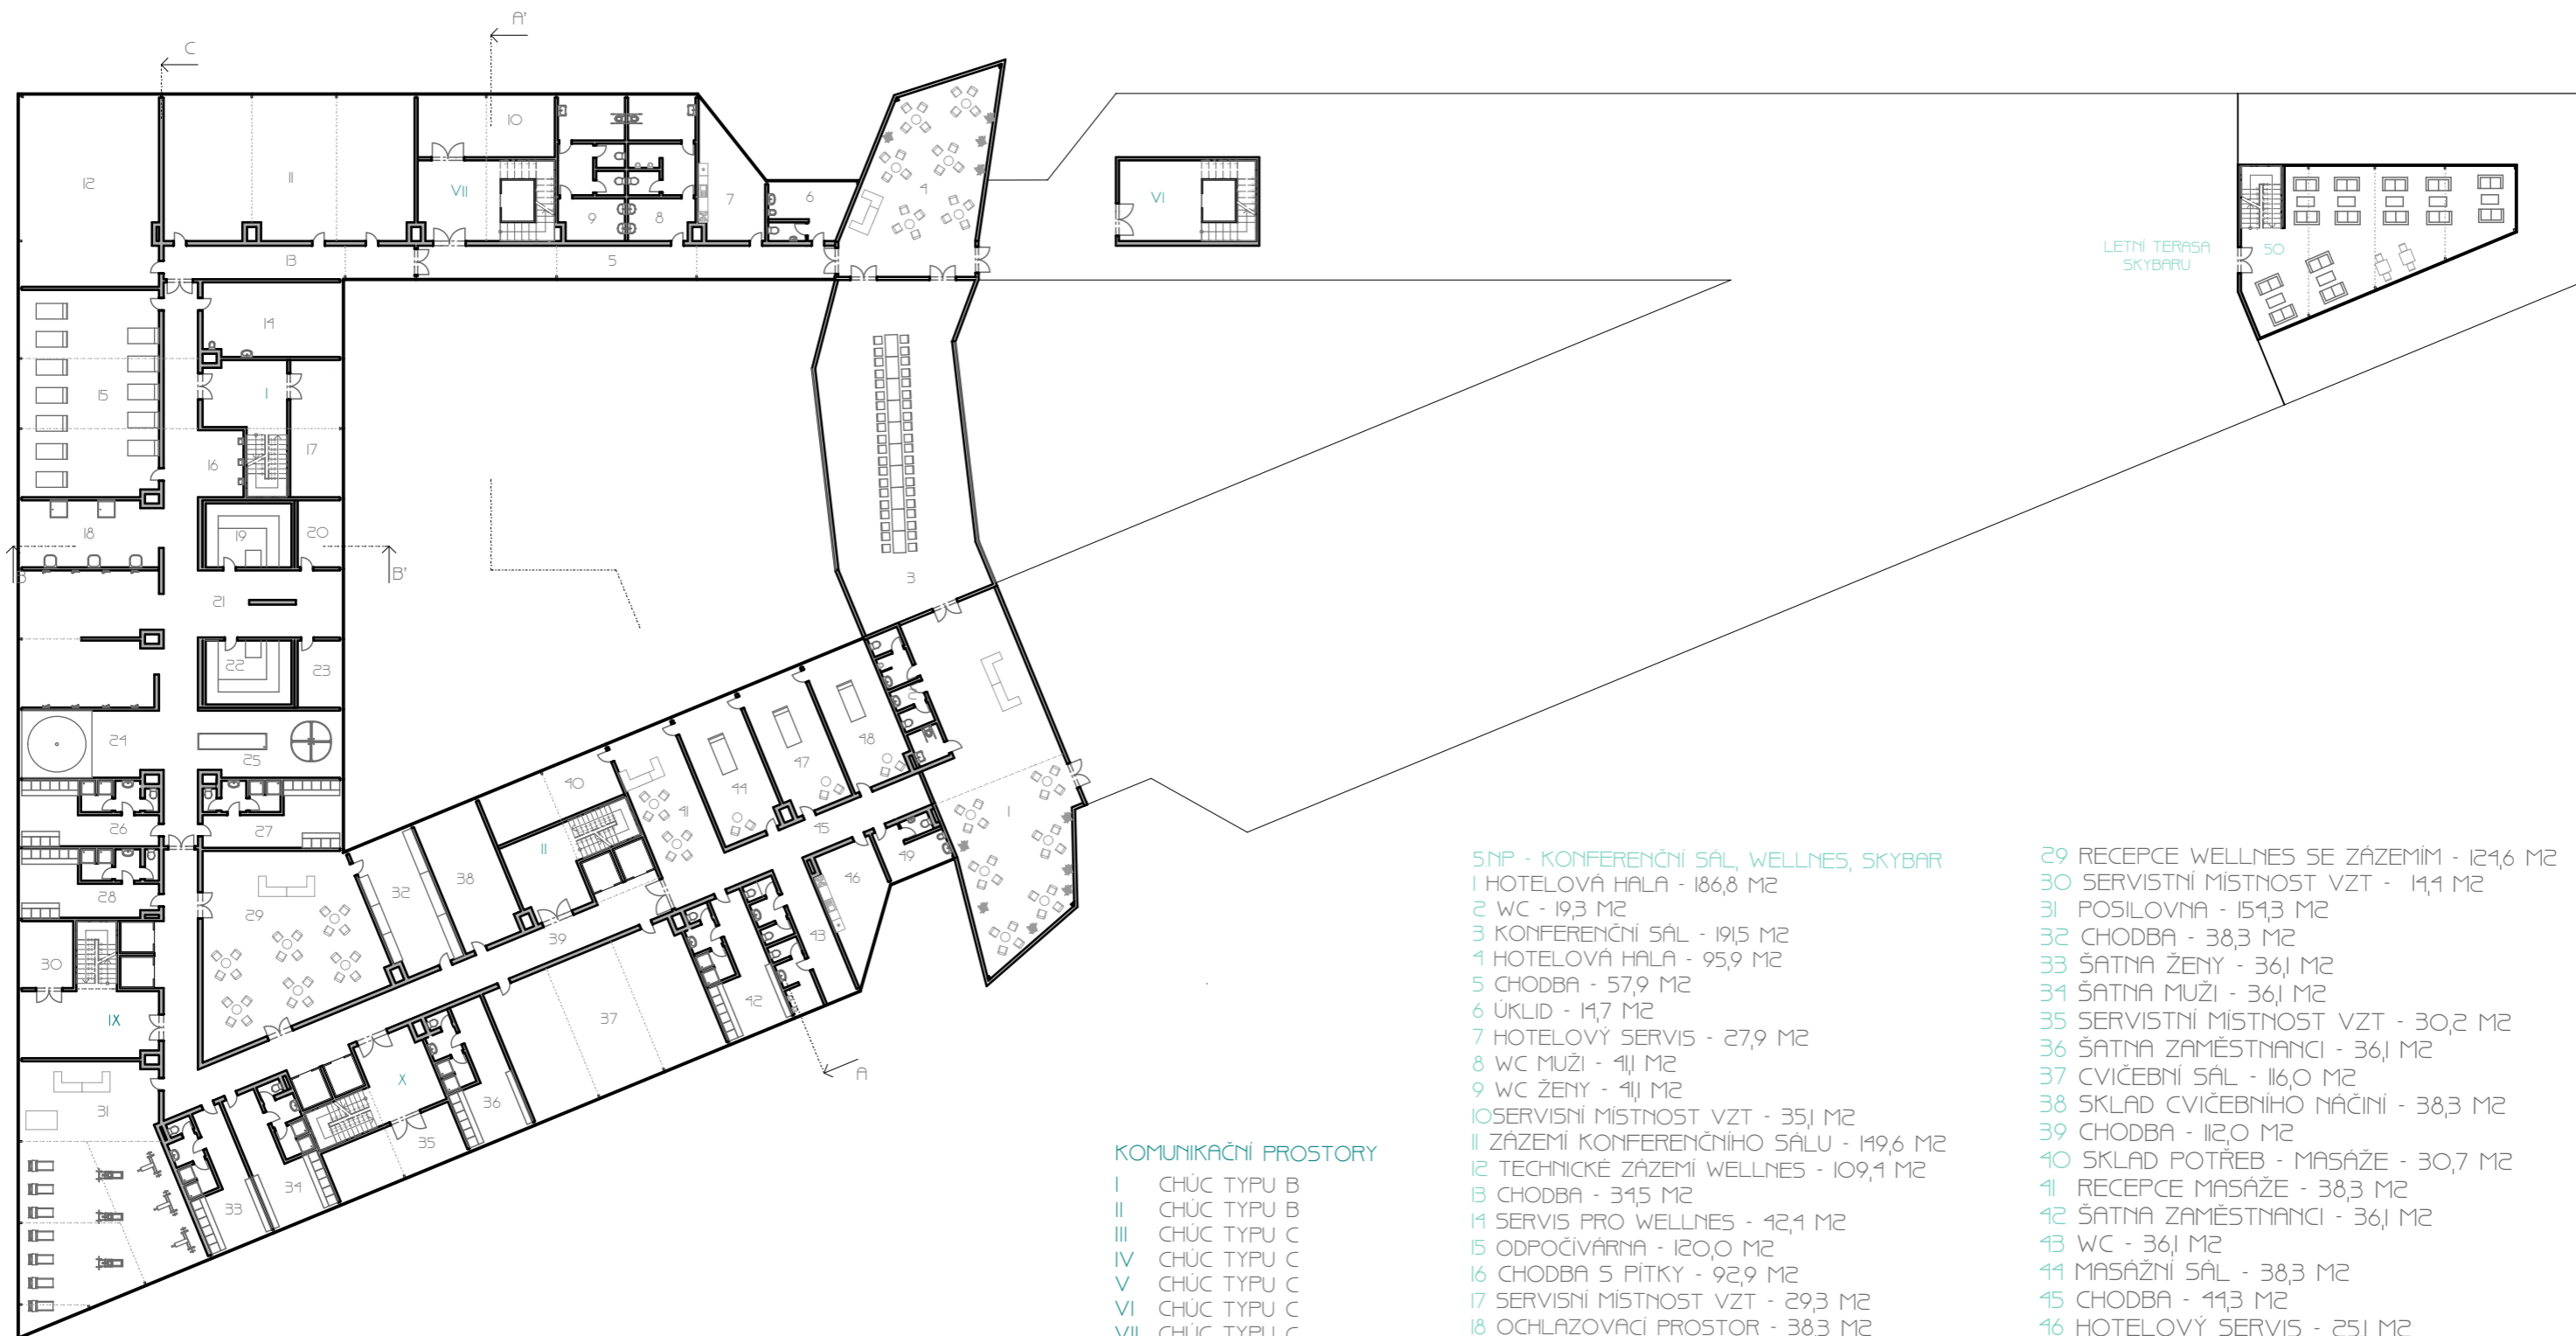 C
A'
12
11
10
VII
9
8
7
6
4
VI
13
5
LETNÍ TERASA
SKYBARU
50
14
15
I
16
17
18
19
20
B
B'
3
21
22
23
24
25
48
47
40
44
41
26
27
45
1
II
49
28
32
38
46
29
39
43
30
42
37
IX
X
A
36
31
35
34
33
KOMUNIKAČNÍ PROSTORY
I CHÚC TYPU B
II CHÚC TYPU B
III CHÚC TYPU C
IV CHÚC TYPU C
V CHÚC TYPU C
VI CHÚC TYPU C
VII CHÚC TYPU C
5.NP - KONFERENČNÍ SÁL, WELLNES, SKYBAR
1 HOTELOVÁ HALA - 186,8 M2
2 WC - 19,3 M2
3 KONFERENČNÍ SÁL - 191,5 M2
4 HOTELOVÁ HALA - 95,9 M2
5 CHODBA - 57,9 M2
6 ÚKLID - 14,7 M2
7 HOTELOVÝ SERVIS - 27,9 M2
8 WC MUŽI - 41,1 M2
9 WC ŽENY - 41,1 M2
10 SERVISNÍ MÍSTNOST VZT - 35,1 M2
11 ZÁZEMÍ KONFERENČNÍHO SÁLU - 149,6 M2
12 TECHNICKÉ ZÁZEMÍ WELLNES - 109,4 M2
13 CHODBA - 34,5 M2
14 SERVIS PRO WELLNES - 42,4 M2
15 ODPOČÍVÁRNA - 120,0 M2
16 CHODBA S PÍTKY - 92,9 M2
17 SERVISNÍ MÍSTNOST VZT - 29,3 M2
18 OCHLAZOVACÍ PROSTOR - 38,3 M2
29 RECEPCE WELLNES SE ZÁZEMÍM - 124,6 M2
30 SERVISTNÍ MÍSTNOST VZT - 14,4 M2
31 POSILOVNA - 154,3 M2
32 CHODBA - 38,3 M2
33 ŠATNA ŽENY - 36,1 M2
34 ŠATNA MUŽI - 36,1 M2
35 SERVISTNÍ MÍSTNOST VZT - 30,2 M2
36 ŠATNA ZAMĚSTNANCI - 36,1 M2
37 CVIČEBNÍ SÁL - 116,0 M2
38 SKLAD CVIČEBNÍHO NÁČINÍ - 38,3 M2
39 CHODBA - 112,0 M2
40 SKLAD POTŘEB - MASÁŽE - 30,7 M2
41 RECEPCE MASÁŽE - 38,3 M2
42 ŠATNA ZAMĚSTNANCI - 36,1 M2
43 WC - 36,1 M2
44 MASÁŽNÍ SÁL - 38,3 M2
45 CHODBA - 44,3 M2
46 HOTELOVÝ SERVIS - 25,1 M2